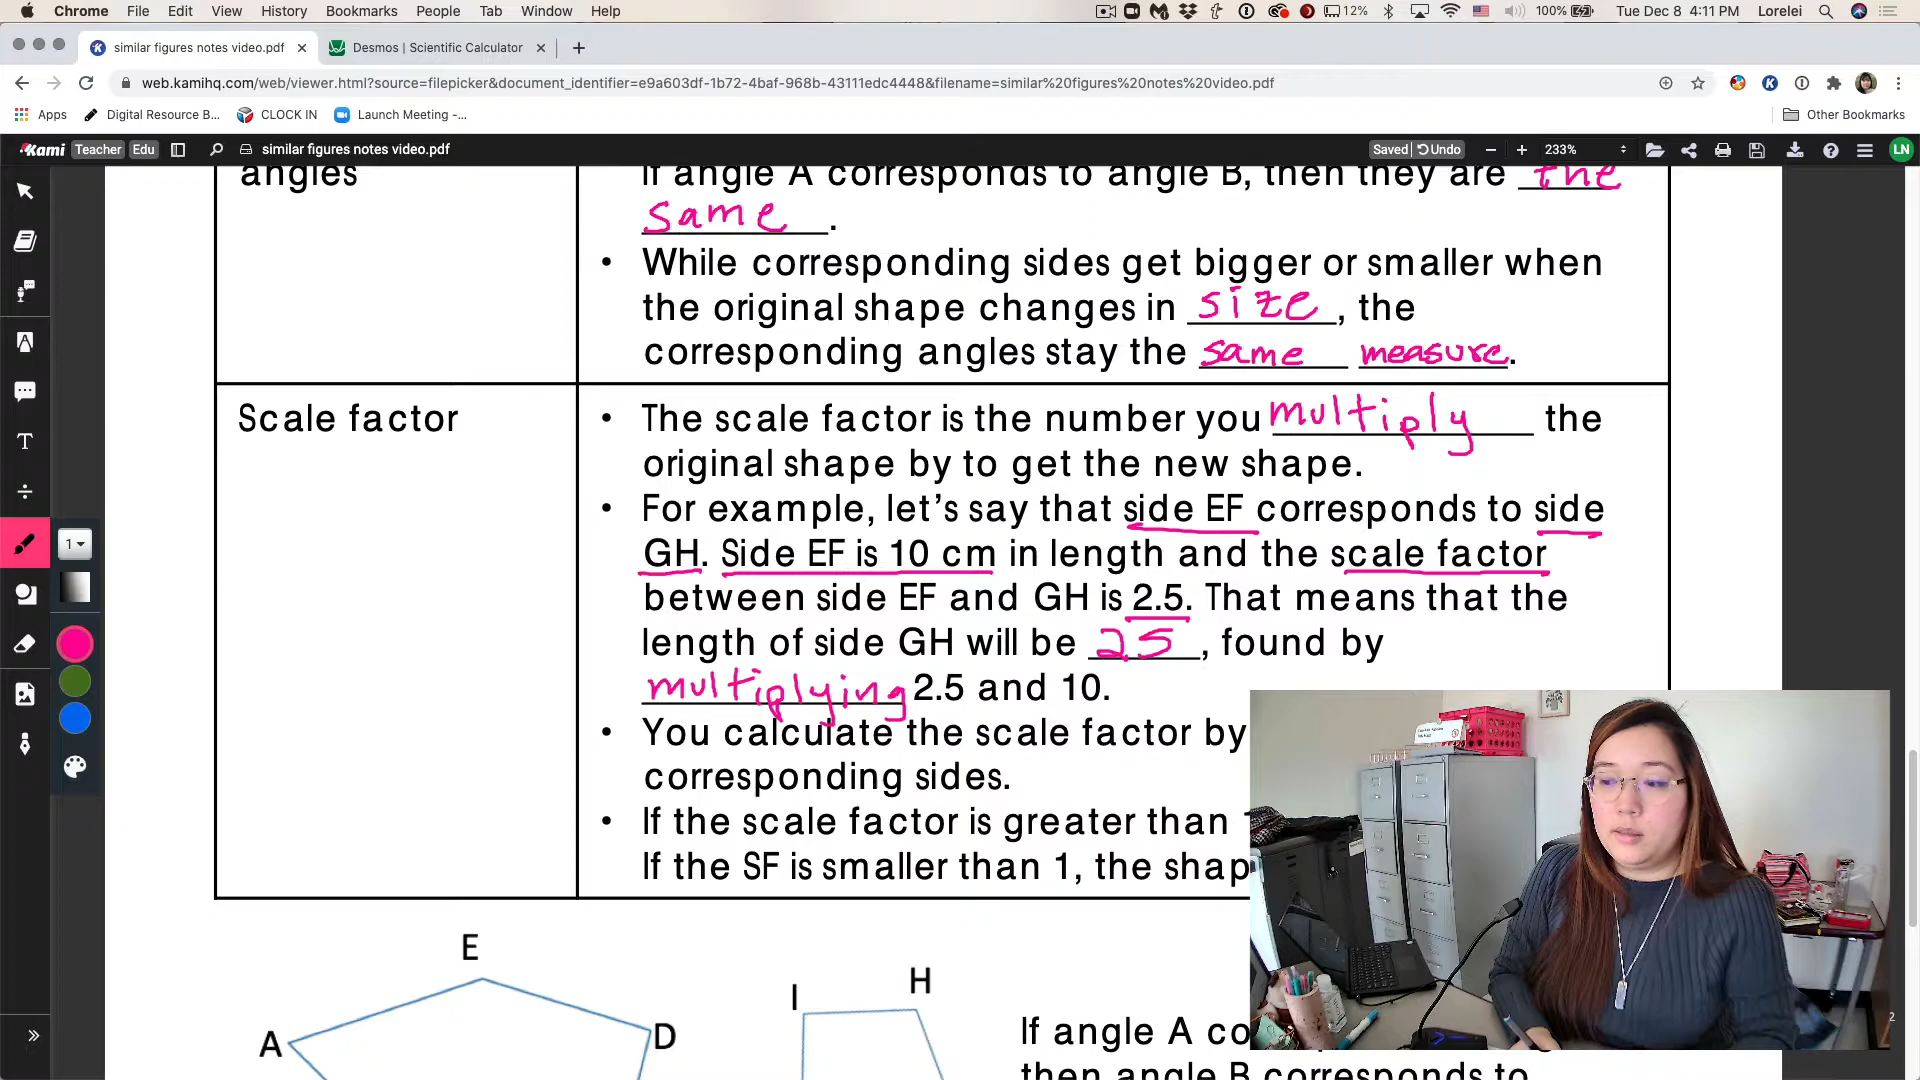 Chrome File Edit View History Bookmarks People Tab Window Help 12% 100% Tue Dec 8 4:11 PM Lorelei
similar figures notes video.pdf Desmos | Scientific Calculator
web.kamihq.com/web/viewer.html?source=filepicker&document_identifier=e9a603df-1b72-4baf-968b-43111edc4448&filename=similar%20figures%20notes%20video.pdf
Apps Digital Resource B... CLOCK IN Launch Meeting -... Other Bookmarks
Kami Teacher Edu similar figures notes video.pdf Saved Undo 233% LN
angles
If angle A corresponds to angle B, then they are the
same.
• While corresponding sides get bigger or smaller when
the original shape changes in size, the
corresponding angles stay the same measure.
Scale factor
• The scale factor is the number you multiply the
original shape by to get the new shape.
• For example, let's say that side EF corresponds to side
GH. Side EF is 10 cm in length and the scale factor
between side EF and GH is 2.5. That means that the
length of side GH will be 25, found by
multiplying 2.5 and 10.
• You calculate the scale factor by
corresponding sides.
• If the scale factor is greater than
If the SF is smaller than 1, the shap
E
A
D
I
H
If angle A co
then angle B corresponds to
1
2